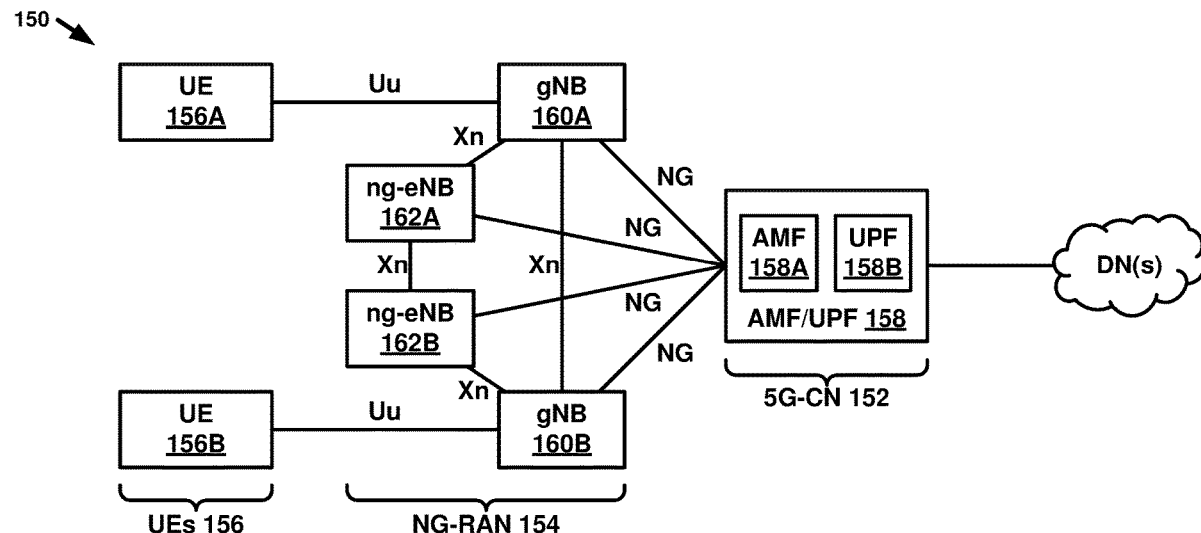 150
UE
156A
Uu
gNB
160A
Xn
NG
ng-eNB
162A
NG
Xn
Xn
AMF
158A
UPF
158B
AMF/UPF 158
DN(s)
ng-eNB
162B
NG
NG
Xn
UE
156B
Uu
gNB
160B
5G-CN 152
UEs 156
NG-RAN 154